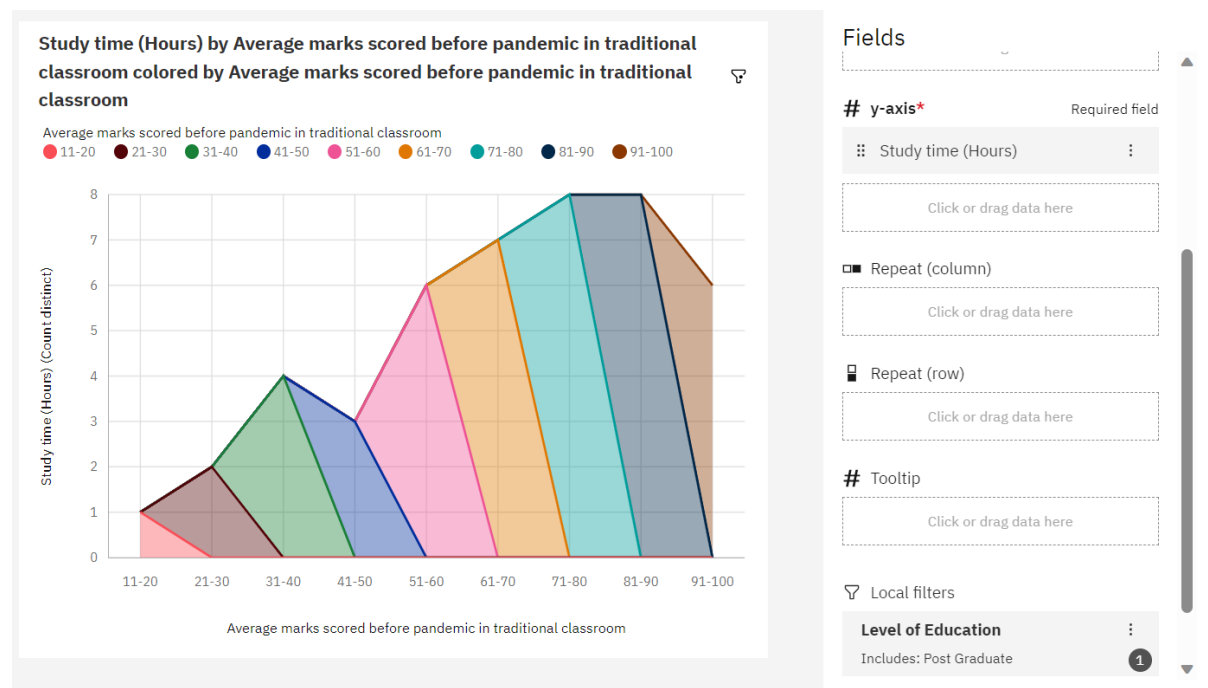 Study time (Hours) by Average marks scored before pandemic in traditional
classroom colored by Average marks scored before pandemic in traditional
classroom
Average marks scored before pandemic in traditional classroom
11-20 21-30 31-40 41-50 51-60 61-70 71-80 81-90 91-100
8
7
6
5
4
3
2
1
0
Study time (Hours) (Count distinct)
11-20 21-30 31-40 41-50 51-60 61-70 71-80 81-90 91-100
Average marks scored before pandemic in traditional classroom
Fields
# y-axis* Required field
Study time (Hours)
Click or drag data here
Repeat (column)
Click or drag data here
Repeat (row)
Click or drag data here
# Tooltip
Click or drag data here
Local filters
Level of Education
Includes: Post Graduate 1